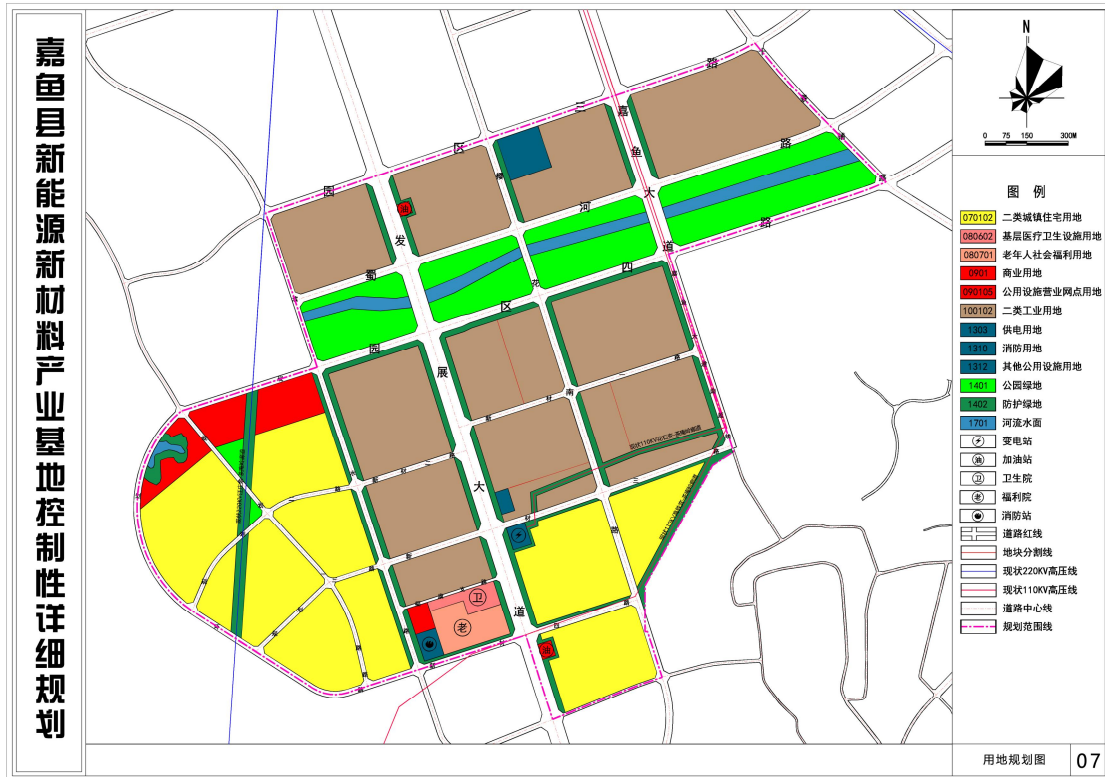 嘉鱼县新能源新材料产业基地控制性详细规划
N
0 75 150 300M
图 例
070102 二类城镇住宅用地
080602 基层医疗卫生设施用地
080701 老年人社会福利用地
0901 商业用地
090105 公用设施营业网点用地
100102 二类工业用地
1303 供电用地
1310 消防用地
1312 其他公用设施用地
1401 公园绿地
1402 防护绿地
1701 河流水面
变电站
油 加油站
卫 卫生院
老 福利院
消防站
道路红线
地块分割线
现状220KV高压线
现状110KV高压线
道路中心线
规划范围线
园区三路
嘉鱼大道
蜀河路
园区四路
发展大道
油
卫
老
油
用地规划图 07